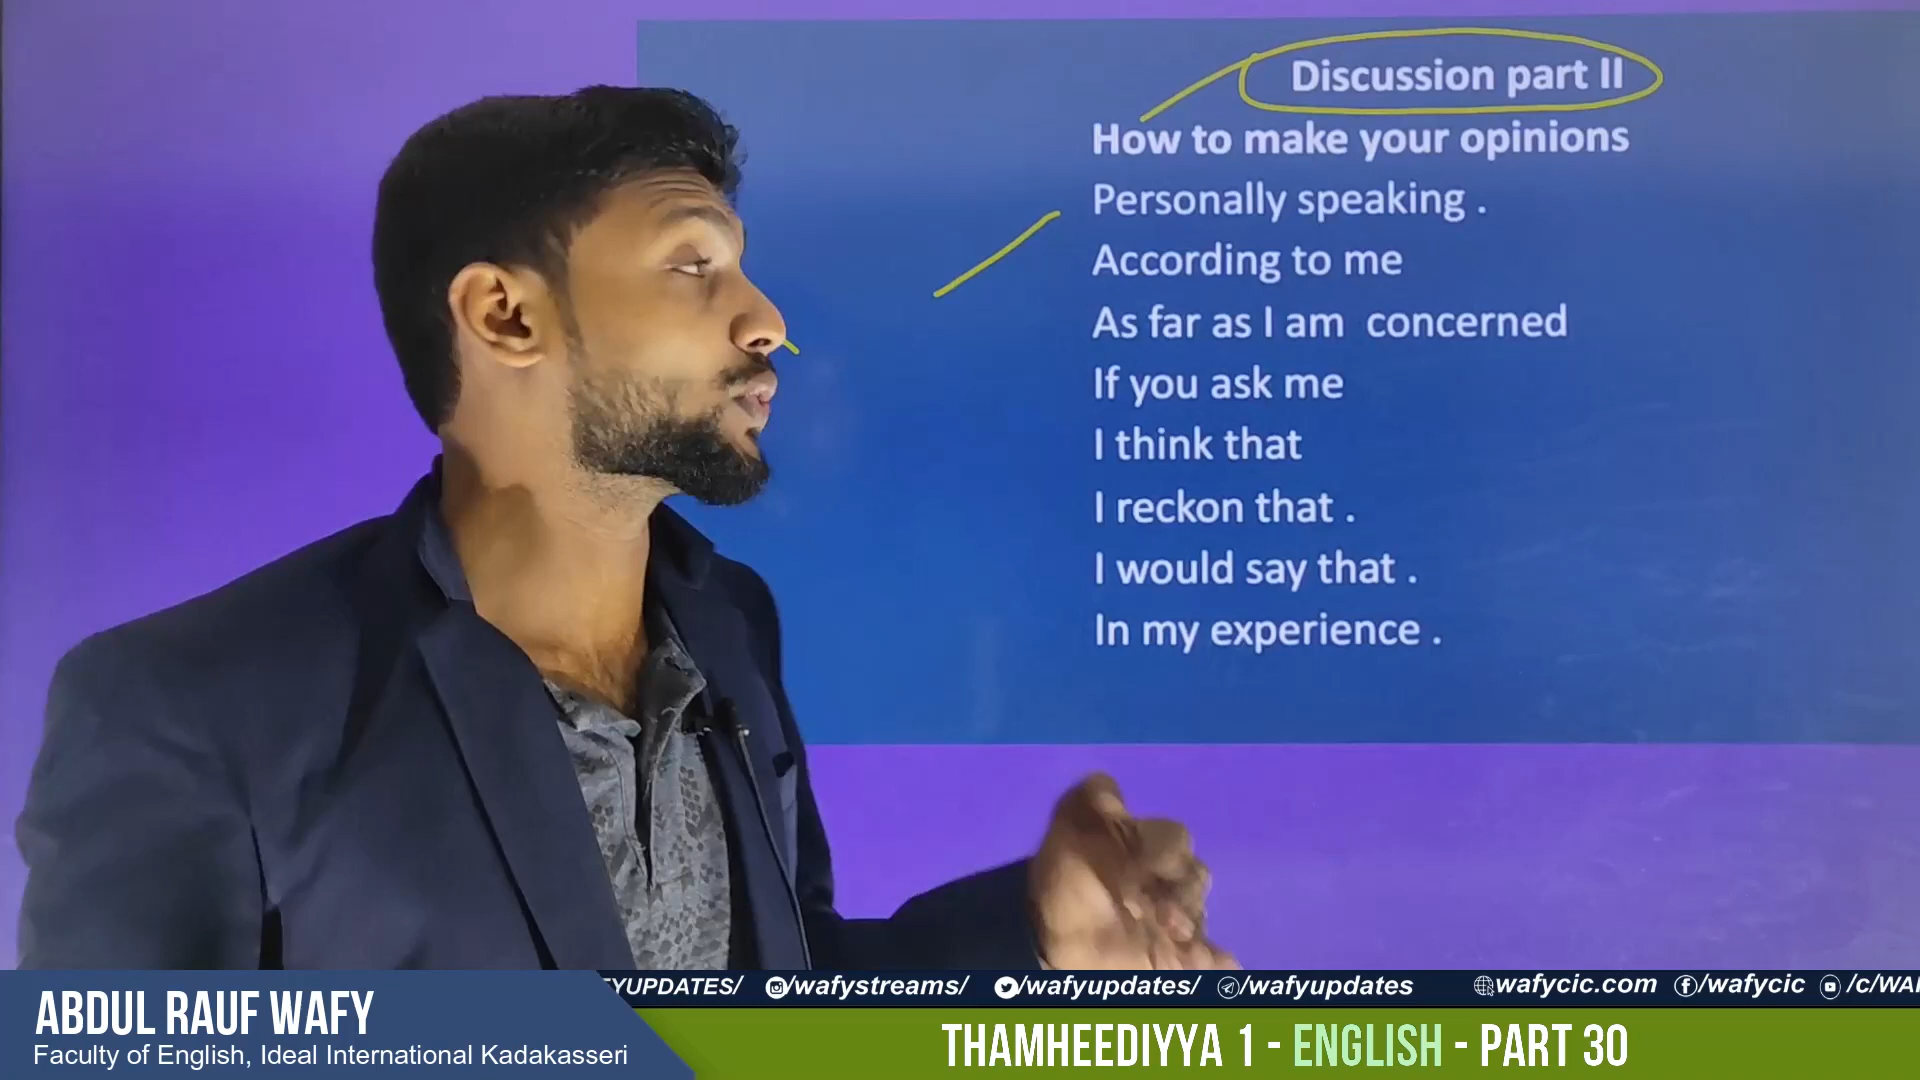 Discussion part II
How to make your opinions
Personally speaking .
According to me
As far as I am concerned
If you ask me
I think that
I reckon that .
I would say that .
In my experience .
YUPDATES/ /wafystreams/ /wafyupdates/ /wafyupdates wafycic.com /wafycic /c/WA
ABDUL RAUF WAFY
Faculty of English, Ideal International Kadakasseri
THAMHEEDIYYA 1 - ENGLISH - PART 30